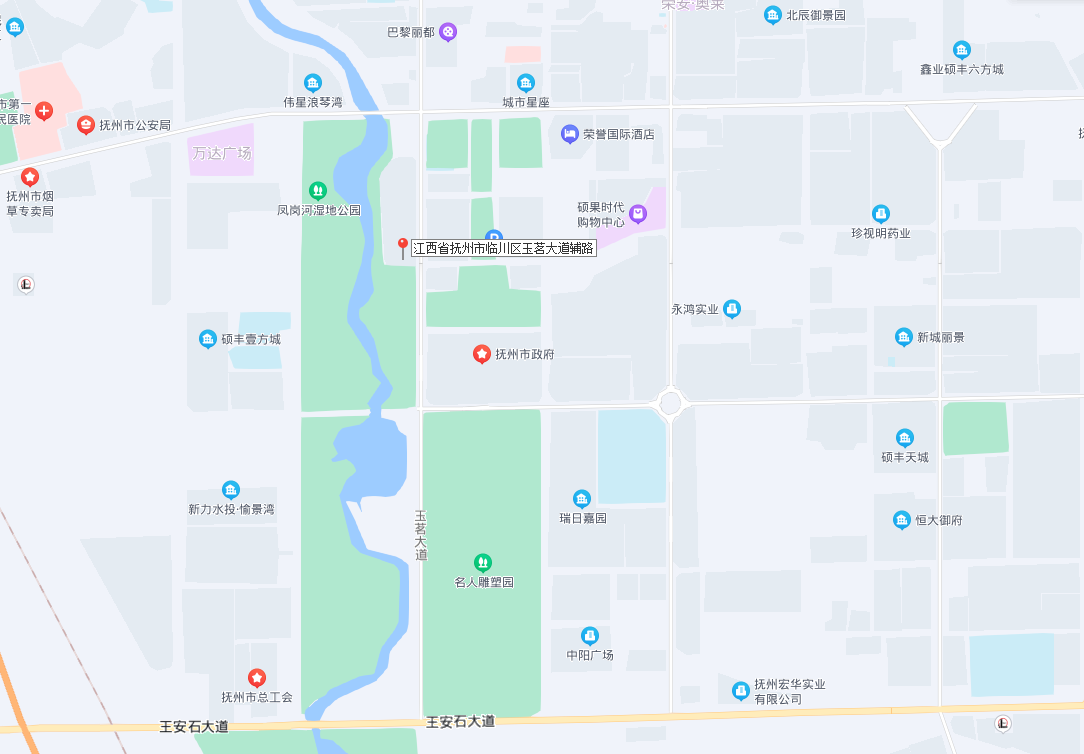 荣安·奥莱
北辰御景园
巴黎丽都
鑫业硕丰六方城
伟星浪琴湾
城市星座
市第一
民医院
抚州市公安局
荣誉国际酒店
万达广场
抚州市烟
草专卖局
凤岗河湿地公园
硕果时代
购物中心
珍视明药业
江西省抚州市临川区玉茗大道辅路
永鸿实业
硕丰壹方城
新城丽景
抚州市政府
硕丰天城
新力水投·愉景湾
瑞日嘉园
恒大御府
玉茗大道
名人雕塑园
中阳广场
抚州市总工会
抚州宏华实业
有限公司
王安石大道
王安石大道